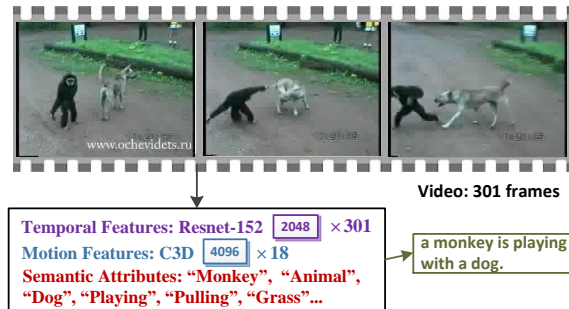 www.ochevidets.ru
Video: 301 frames
Temporal Features: Resnet-152 2048 ×301
Motion Features: C3D 4096 ×18
Semantic Attributes: “Monkey”, “Animal”,
“Dog”, “Playing”, “Pulling”, “Grass”...
a monkey is playing
with a dog.